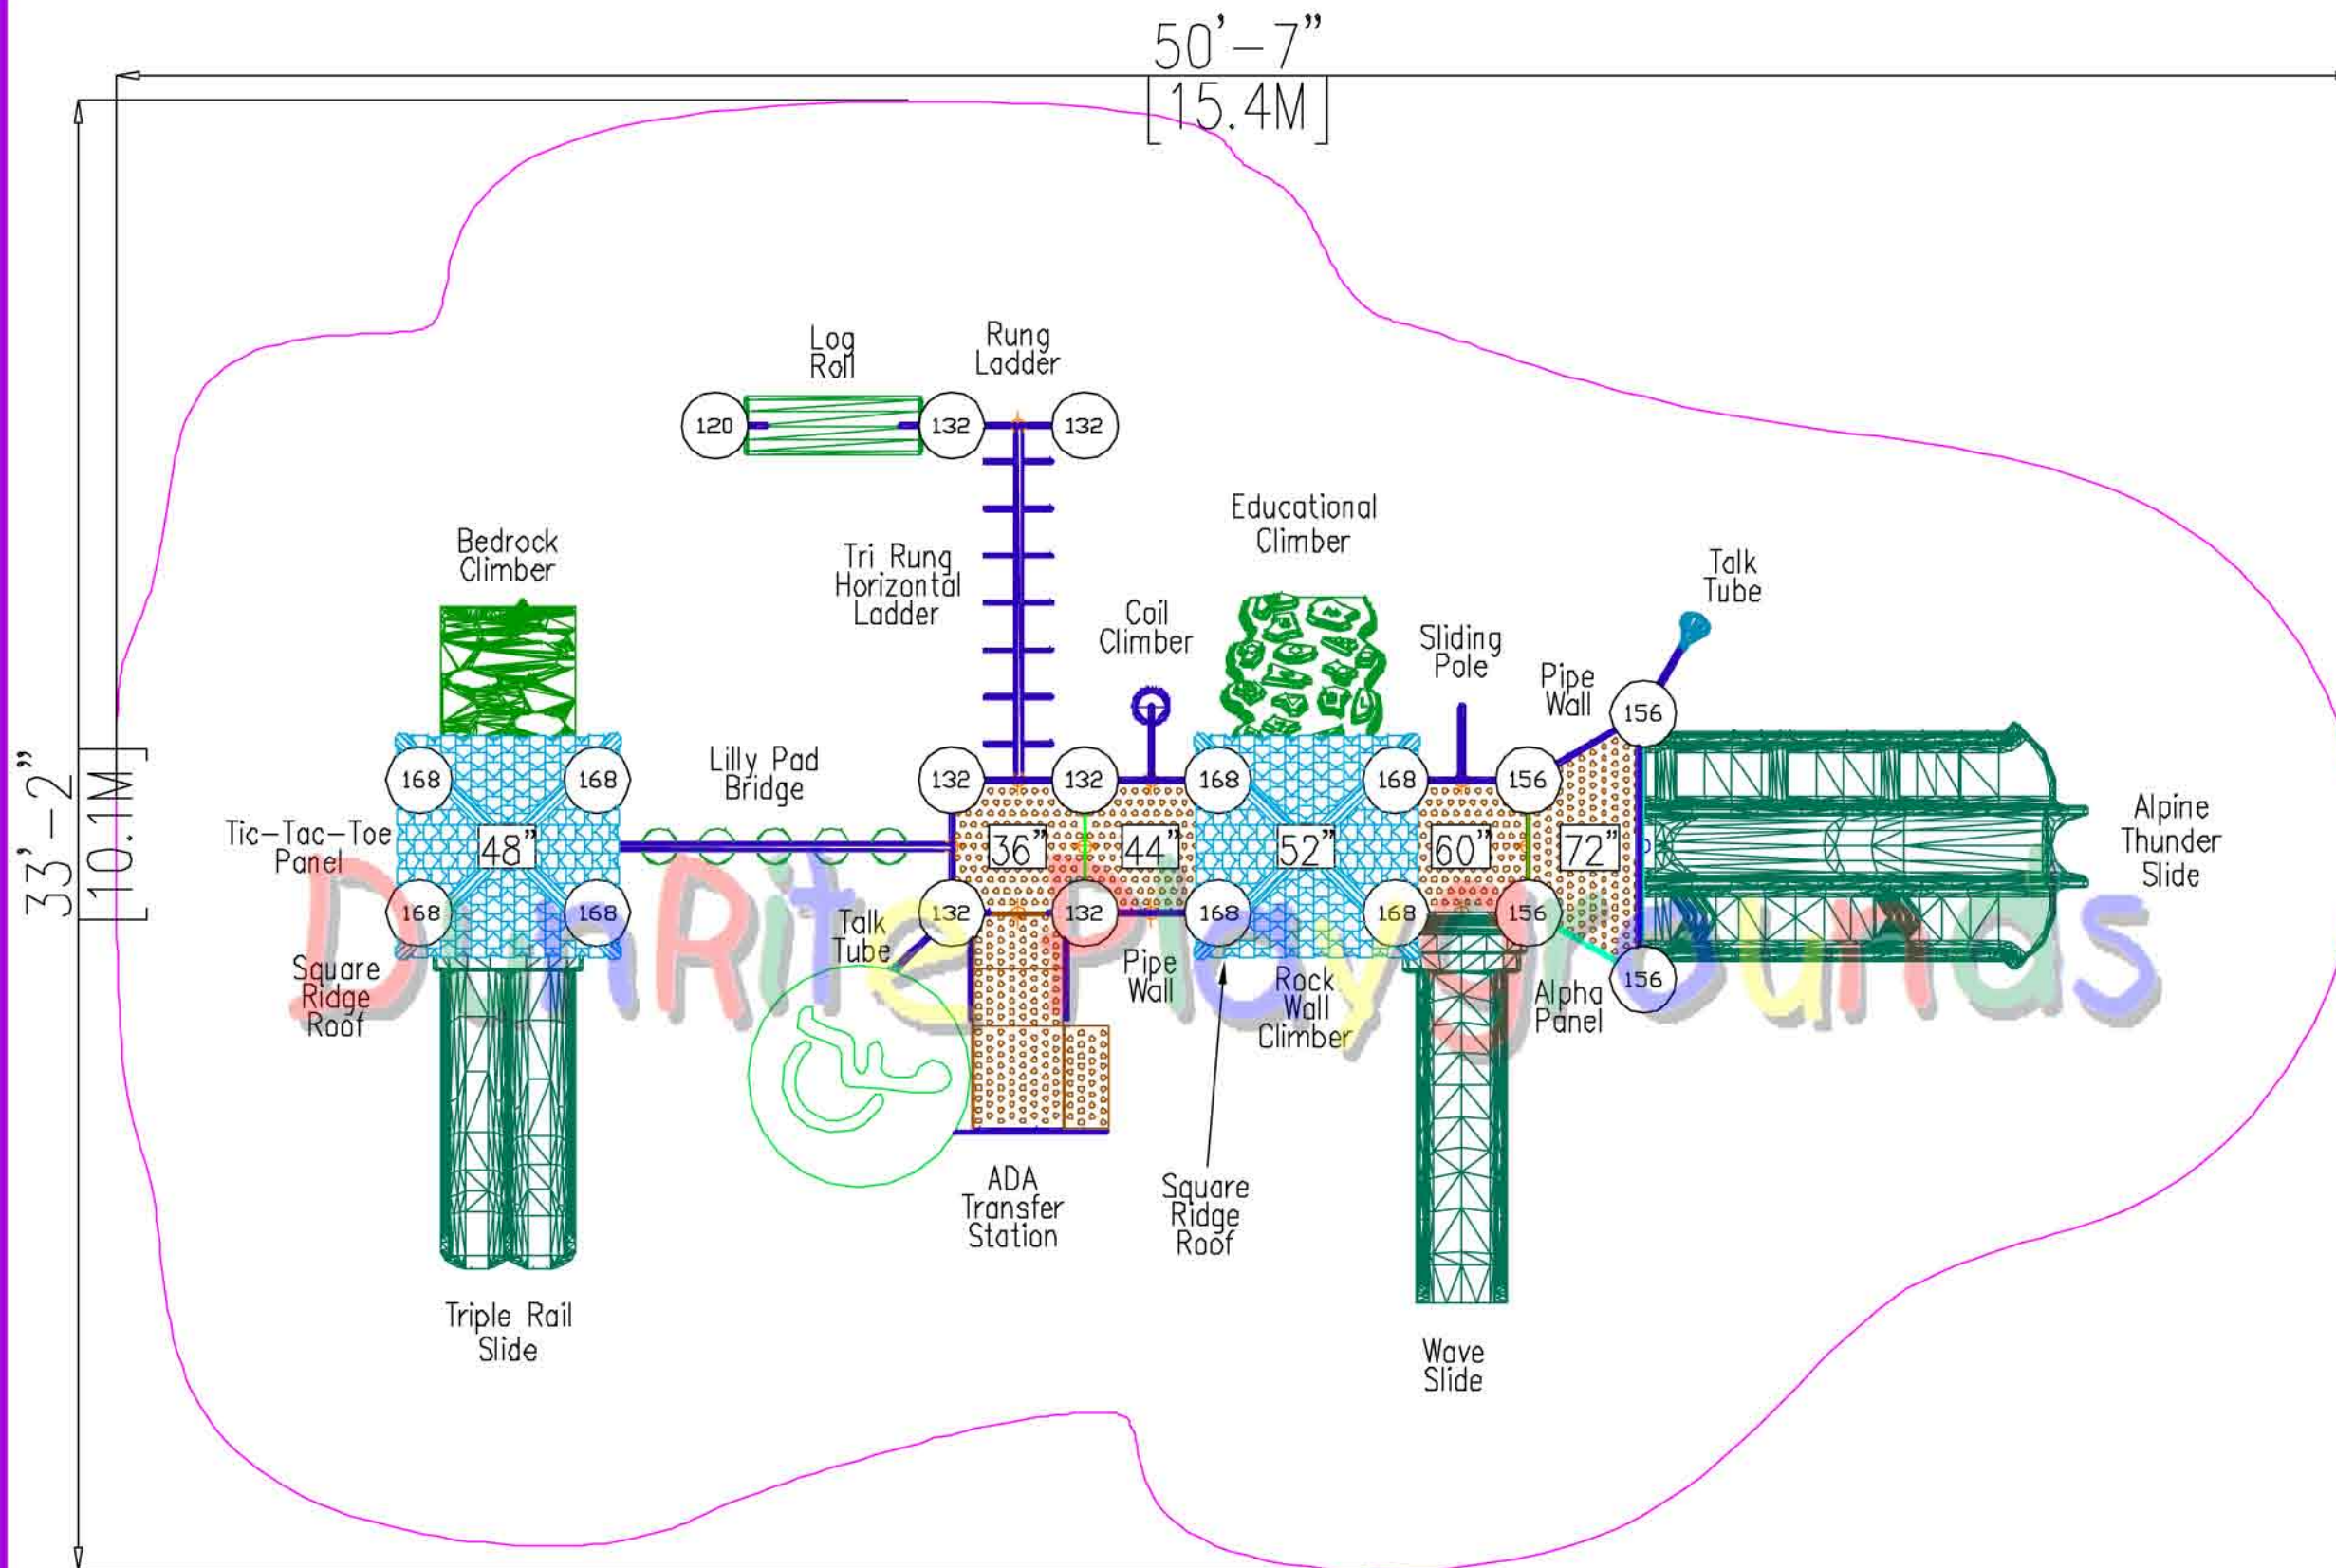 50'-7"
[15.4M]
33'-2"
[10.1M]
Log
Roll
Rung
Ladder
120
132
132
Bedrock
Climber
Tri Rung
Horizontal
Ladder
Educational
Climber
Coil
Climber
Sliding
Pole
Talk
Tube
Pipe
Wall
156
168
168
Lilly Pad
Bridge
132
132
168
168
156
Tic-Tac-Toe
Panel
48"
36"
44"
52"
60"
72"
Alpine
Thunder
Slide
168
168
132
132
168
168
156
156
Talk
Tube
Square
Ridge
Roof
DunRite Playgrounds
Pipe
Wall
Rock
Wall
Climber
Alpha
Panel
ADA
Transfer
Station
Square
Ridge
Roof
Triple Rail
Slide
Wave
Slide